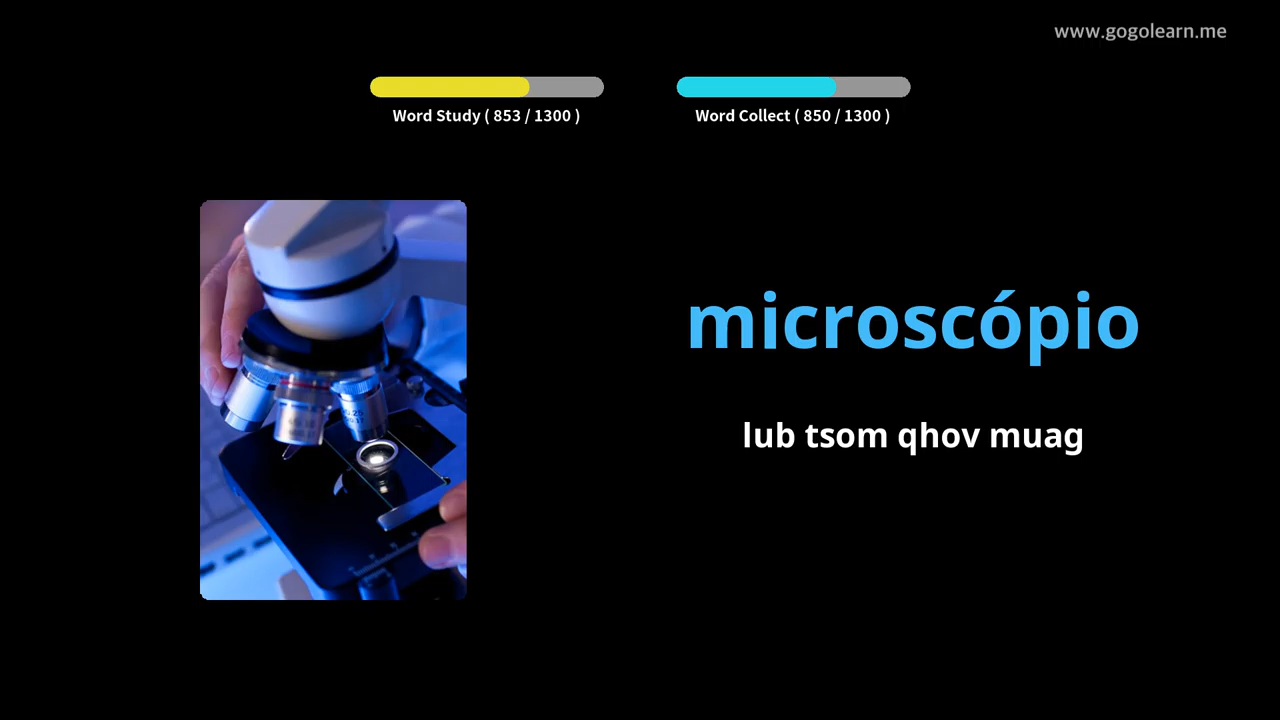 www.gogolearn.me
Word Study ( 853 / 1300 )
Word Collect ( 850 / 1300 )
microscópio
lub tsom qhov muag